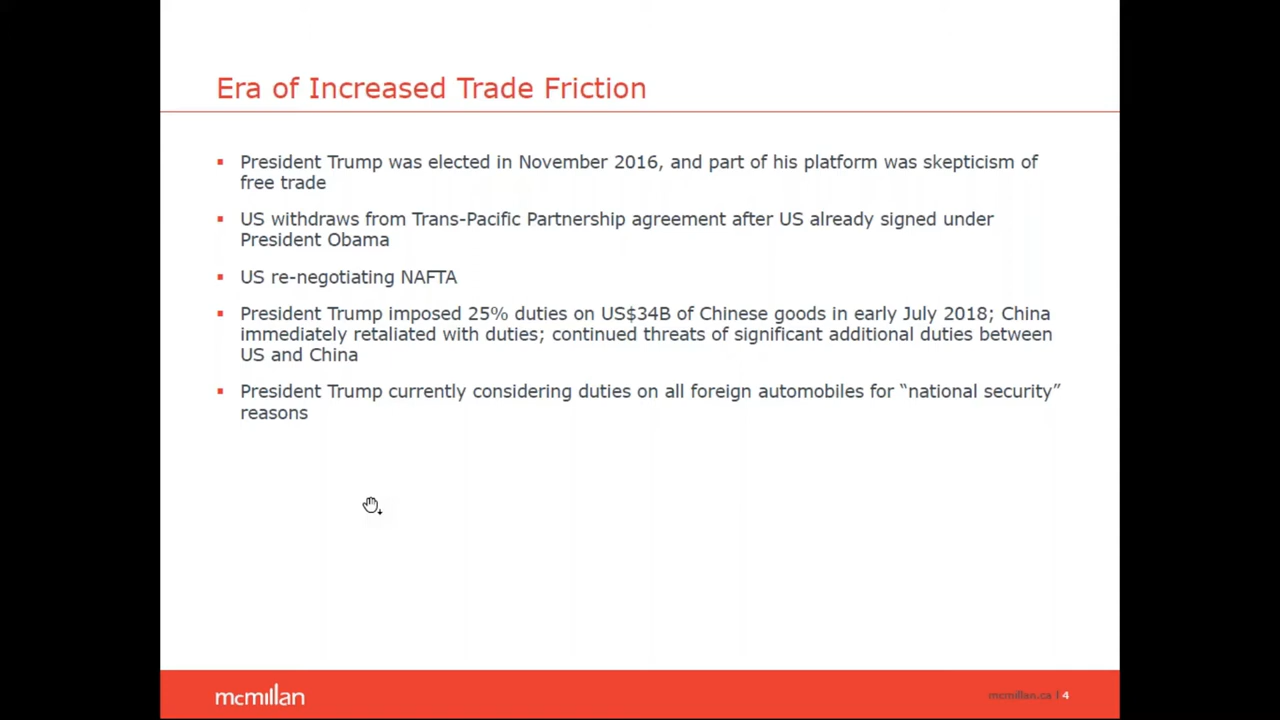 Era of Increased Trade Friction
▪ President Trump was elected in November 2016, and part of his platform was skepticism of
free trade
▪ US withdraws from Trans-Pacific Partnership agreement after US already signed under
President Obama
▪ US re-negotiating NAFTA
▪ President Trump imposed 25% duties on US$34B of Chinese goods in early July 2018; China
immediately retaliated with duties; continued threats of significant additional duties between
US and China
▪ President Trump currently considering duties on all foreign automobiles for “national security”
reasons
mcmillan
mcmillan.ca | 4